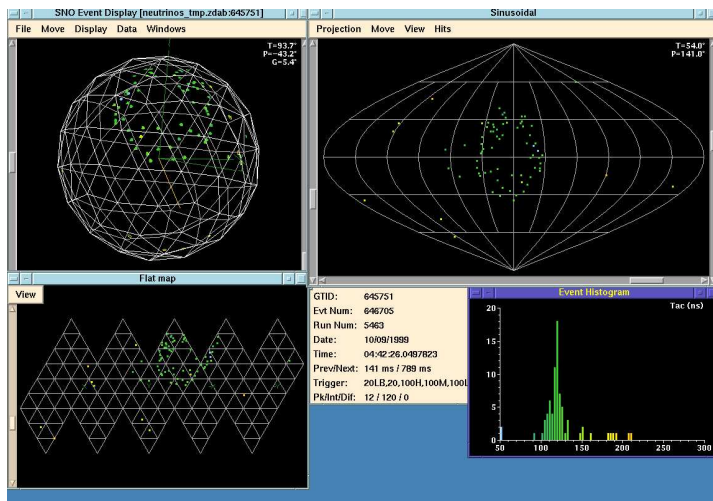 SNO Event Display [neutrinos_tmp.zdab:645751]
File Move Display Data Windows
T=93.7°
P=-43.2°
G=5.4°
Sinusoidal
Projection Move View Hits
T=54.0°
P=141.0°
Flat map
View
GTID: 645751
Evt Num: 646705
Run Num: 5463
Date: 10/09/1999
Time: 04:42:26.0497823
Prev/Next: 141 ms / 789 ms
Trigger: 20LB,20,100H,100M,100L
Pk/Int/Dif: 12 / 120 / 0
Event Histogram
Tac (ns)
20
15
10
5
0
50 100 150 200 250 300